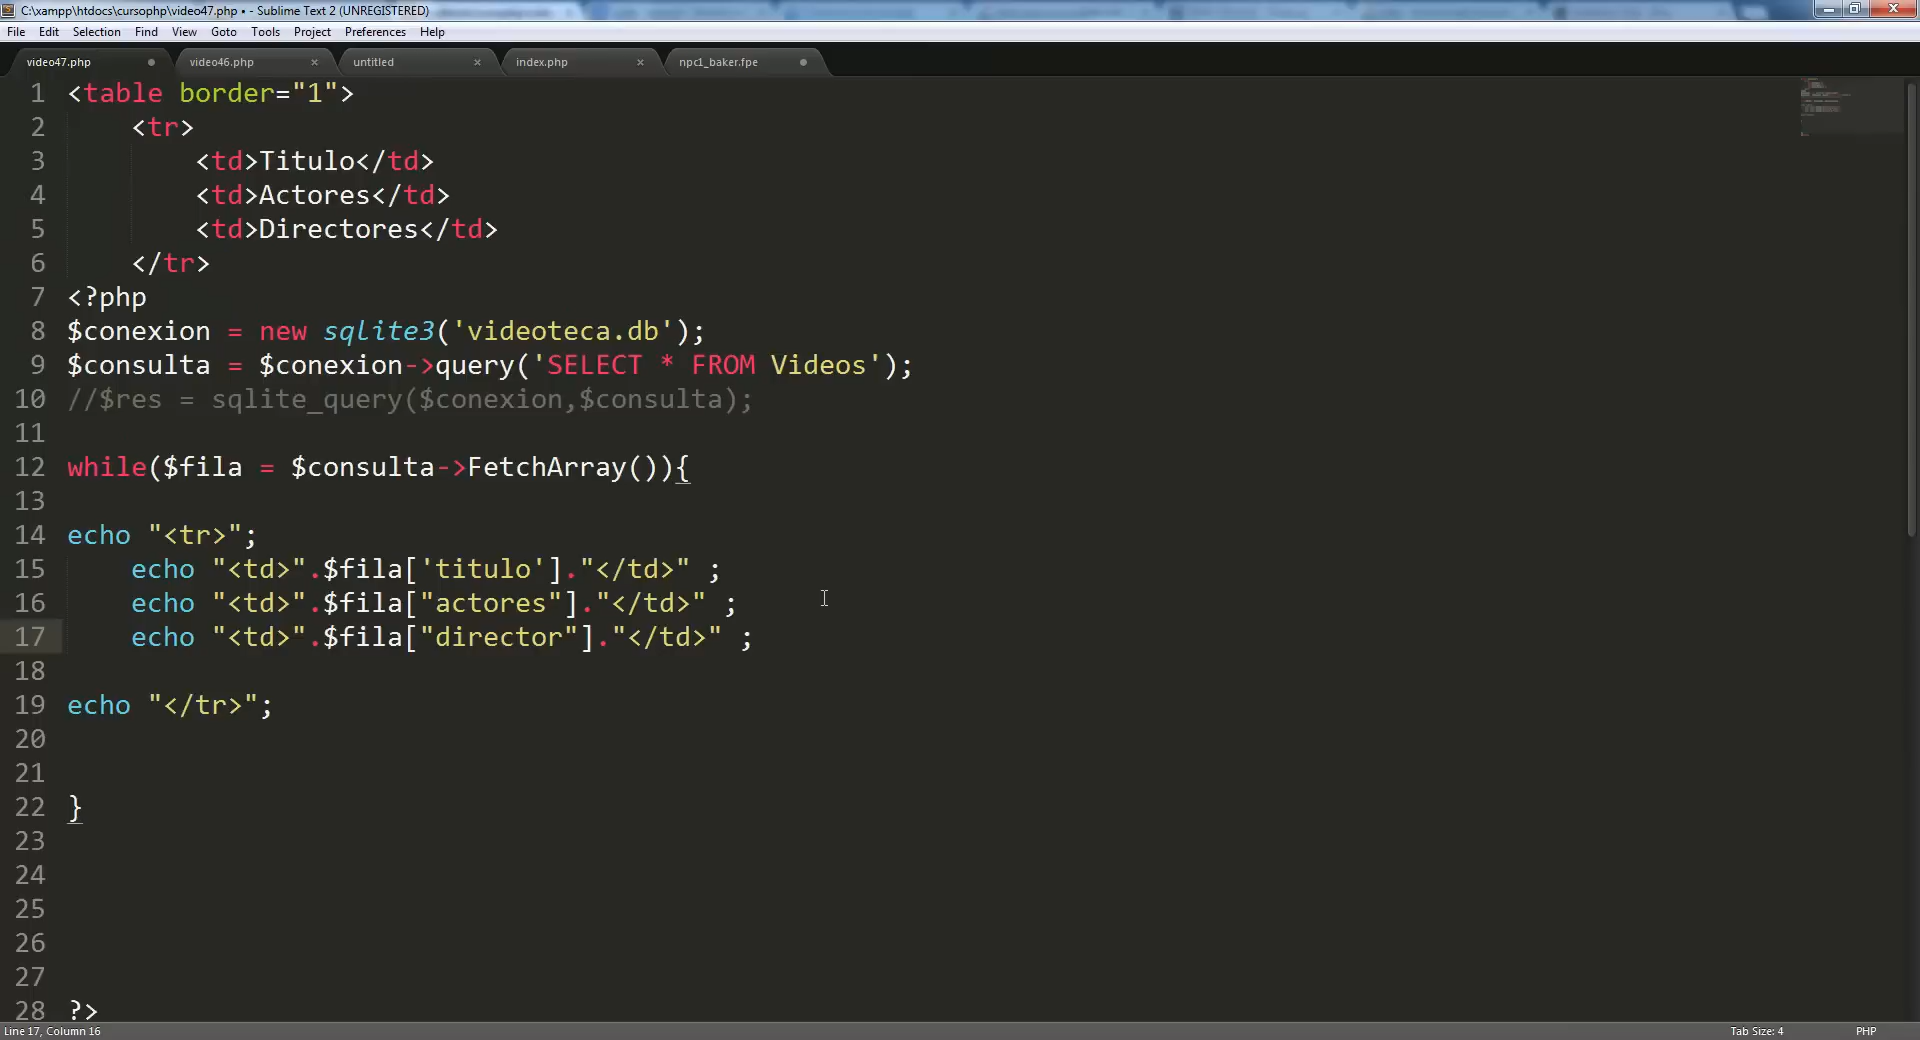 C:\xampp\htdocs\cursophp\video47.php • - Sublime Text 2 (UNREGISTERED)
File Edit Selection Find View Goto Tools Project Preferences Help
video47.php video46.php untitled index.php npc1_baker.fpe
1 <table border="1">
2 <tr>
3 <td>Titulo</td>
4 <td>Actores</td>
5 <td>Directores</td>
6 </tr>
7 <?php
8 $conexion = new sqlite3('videoteca.db');
9 $consulta = $conexion->query('SELECT * FROM Videos');
10 //$res = sqlite_query($conexion,$consulta);
11
12 while($fila = $consulta->FetchArray()){
13
14 echo "<tr>";
15 echo "<td>".$fila['titulo']."</td>" ;
16 echo "<td>".$fila["actores"]."</td>" ;
17 echo "<td>".$fila["director"]."</td>" ;
18
19 echo "</tr>";
20
21
22 }
23
24
25
26
27
28 ?>
Line 17, Column 16 Tab Size: 4 PHP